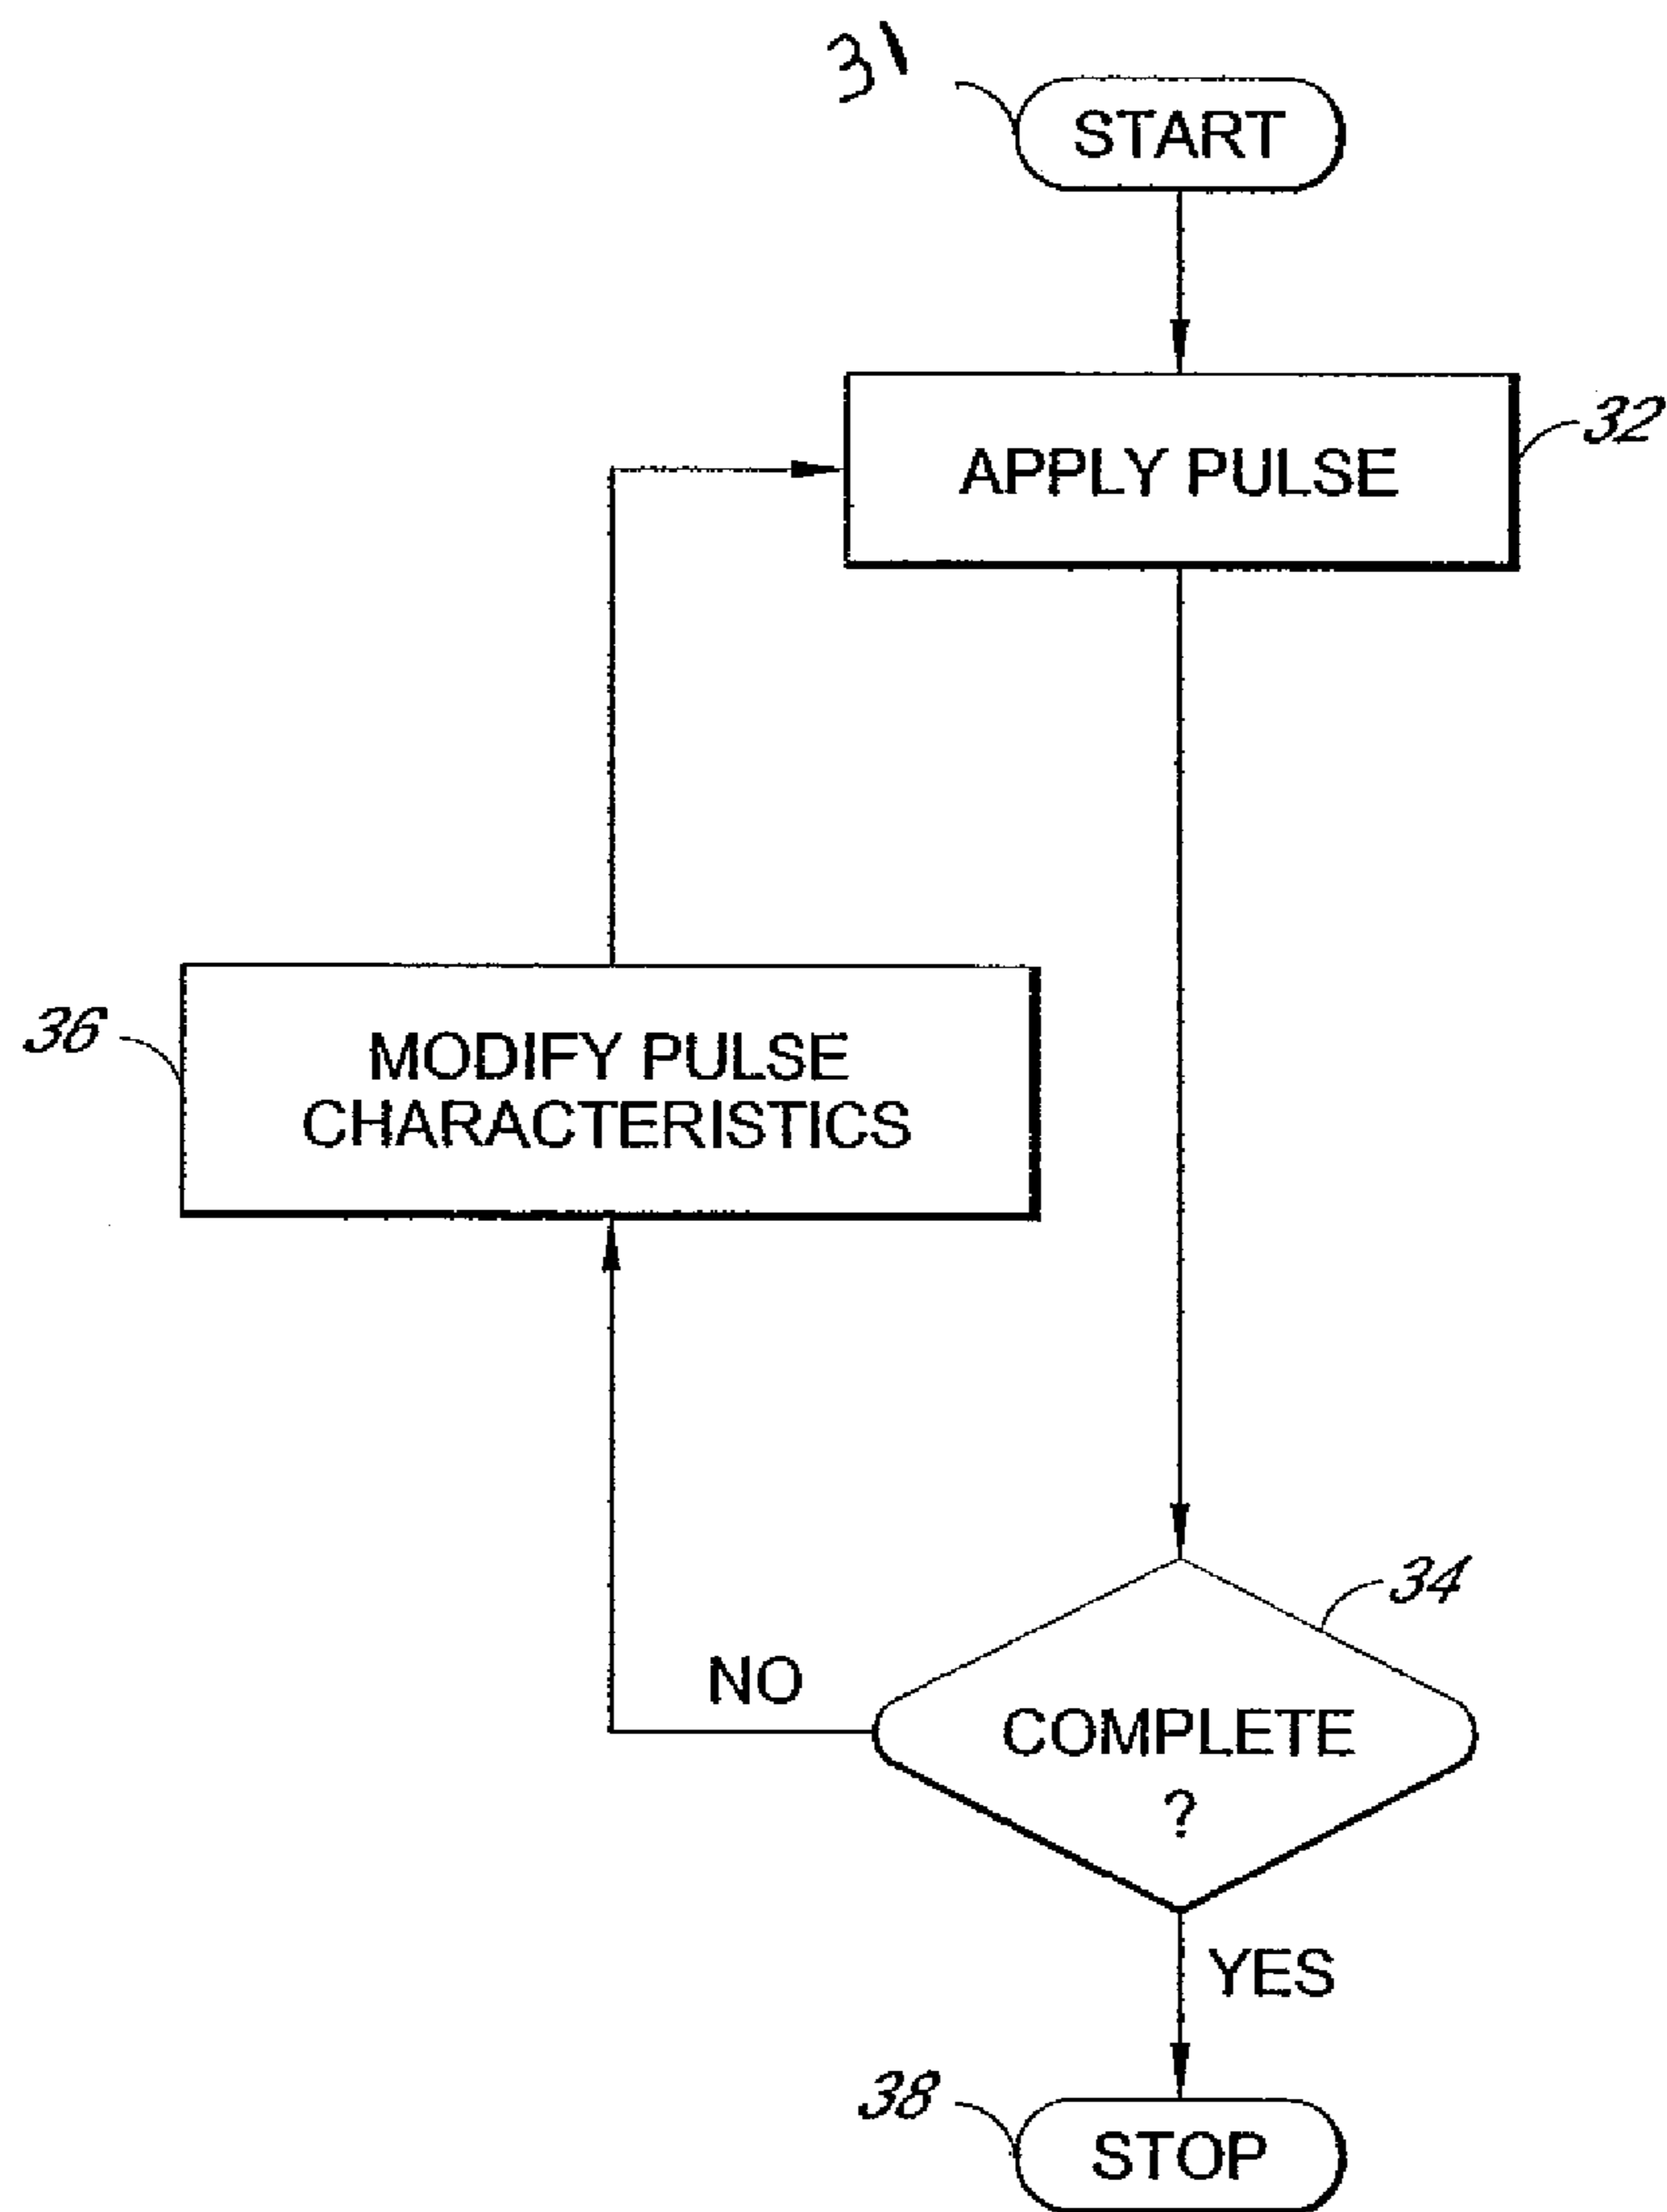 31
START
APPLY PULSE
32
36
MODIFY PULSE
CHARACTERISTICS
34
NO
COMPLETE
?
YES
38
STOP